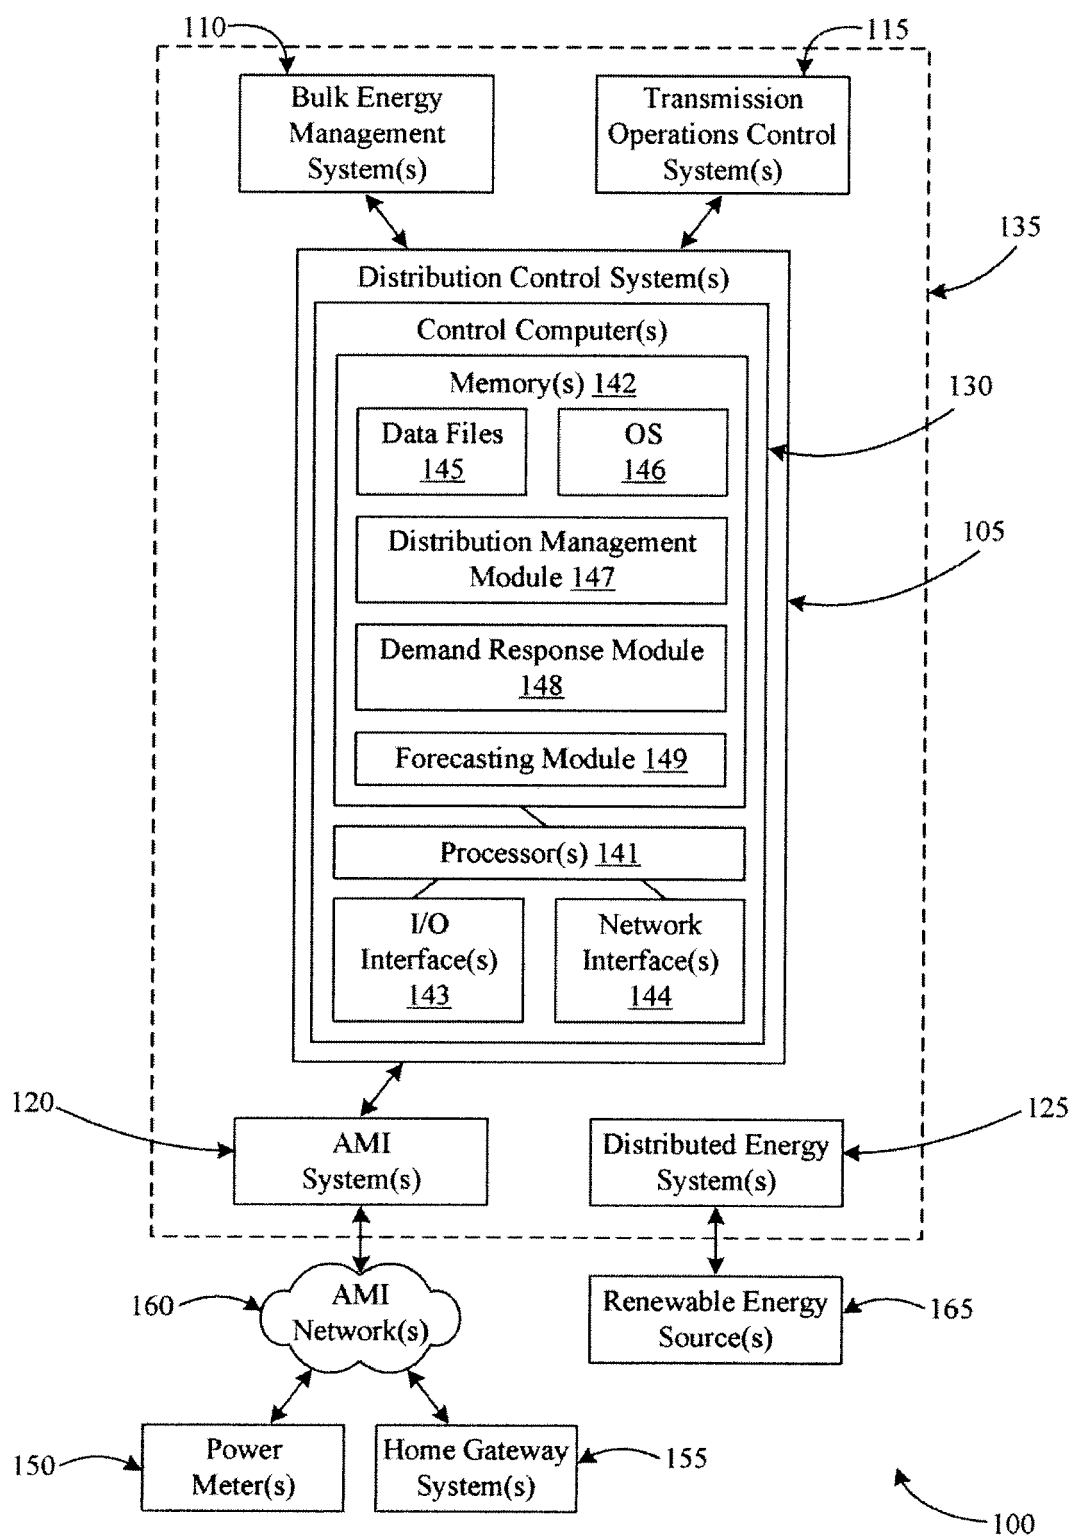 110
115
Bulk Energy
Management
System(s)
Transmission
Operations Control
System(s)
135
Distribution Control System(s)
Control Computer(s)
Memory(s) 142
130
Data Files
145
OS
146
105
Distribution Management
Module 147
Demand Response Module
148
Forecasting Module 149
Processor(s) 141
I/O
Interface(s)
143
Network
Interface(s)
144
120
AMI
System(s)
Distributed Energy
System(s)
125
160
AMI
Network(s)
Renewable Energy
Source(s)
165
150
Power
Meter(s)
Home Gateway
System(s)
155
100